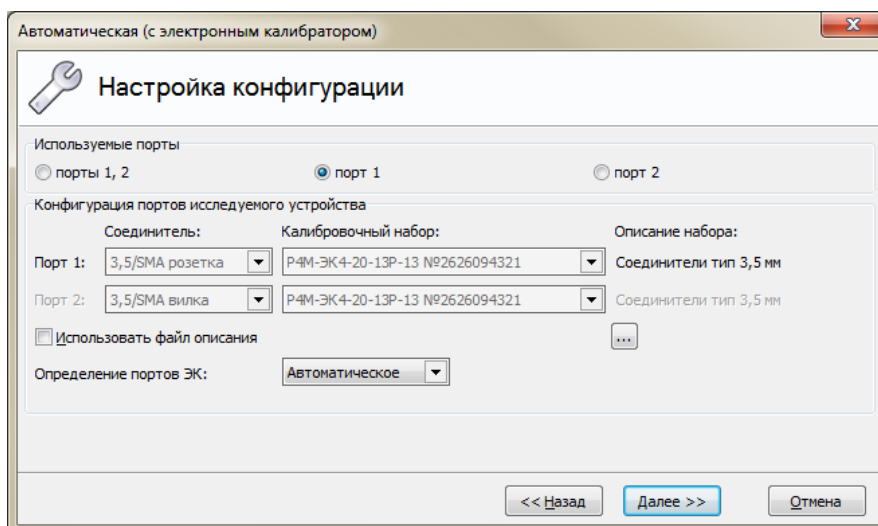 Автоматическая (с электронным калибратором)
Настройка конфигурации
Используемые порты
порты 1, 2 порт 1 порт 2
Конфигурация портов исследуемого устройства
Соединитель: Калибровочный набор: Описание набора:
Порт 1: 3,5/SMA розетка Р4М-ЭК4-20-13Р-13 №2626094321 Соединители тип 3,5 мм
Порт 2: 3,5/SMA вилка Р4М-ЭК4-20-13Р-13 №2626094321 Соединители тип 3,5 мм
Использовать файл описания ...
Определение портов ЭК: Автоматическое
<< Назад Далее >> Отмена